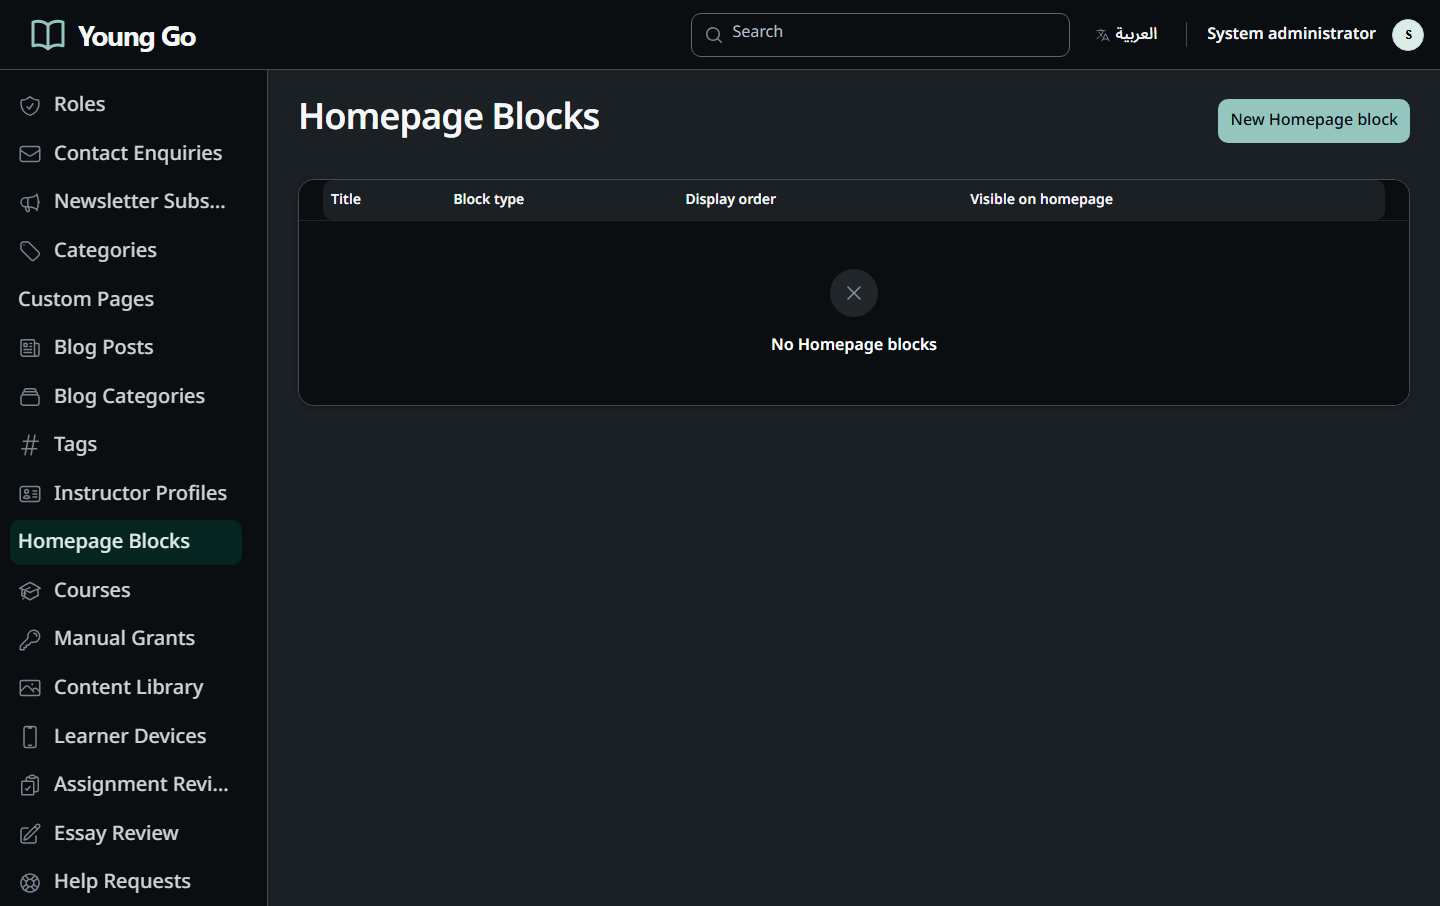 Young Go
Search
العربية
System administrator
S
Roles
Contact Enquiries
Newsletter Subs...
Categories
Custom Pages
Blog Posts
Blog Categories
Tags
Instructor Profiles
Homepage Blocks
Courses
Manual Grants
Content Library
Learner Devices
Assignment Revi...
Essay Review
Help Requests
Homepage Blocks
New Homepage block
Title
Block type
Display order
Visible on homepage
No Homepage blocks